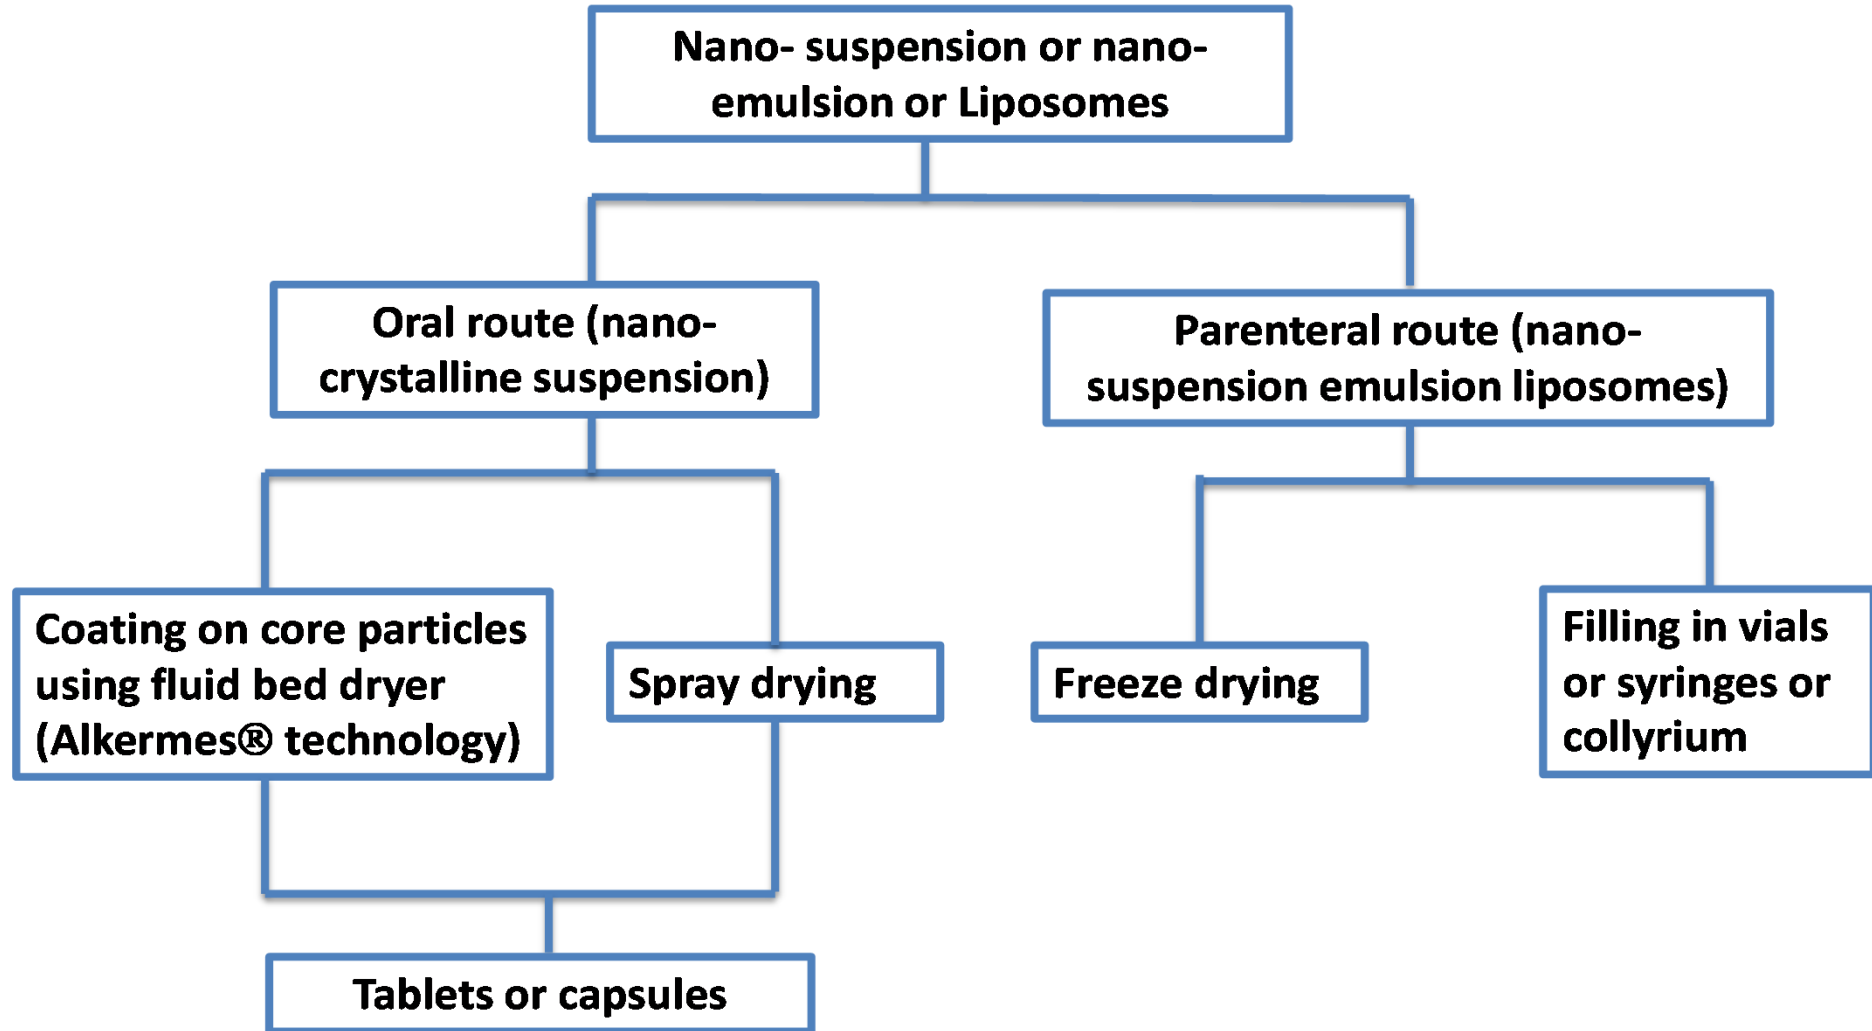 Nano- suspension or nano-
emulsion or Liposomes
Oral route (nano-
crystalline suspension)
Parenteral route (nano-
suspension emulsion liposomes)
Coating on core particles
using fluid bed dryer
(Alkermes® technology)
Spray drying
Freeze drying
Filling in vials
or syringes or
collyrium
Tablets or capsules